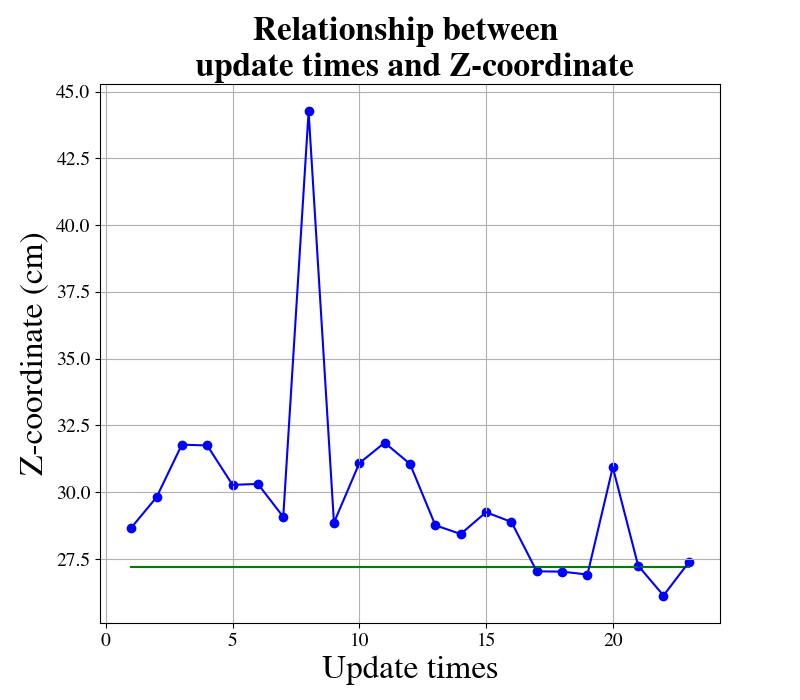 Relationship between
update times and Z-coordinate
45.0
42.5
40.0
37.5
35.0
32.5
30.0
27.5
Z-coordinate (cm)
0 5 10 15 20
Update times